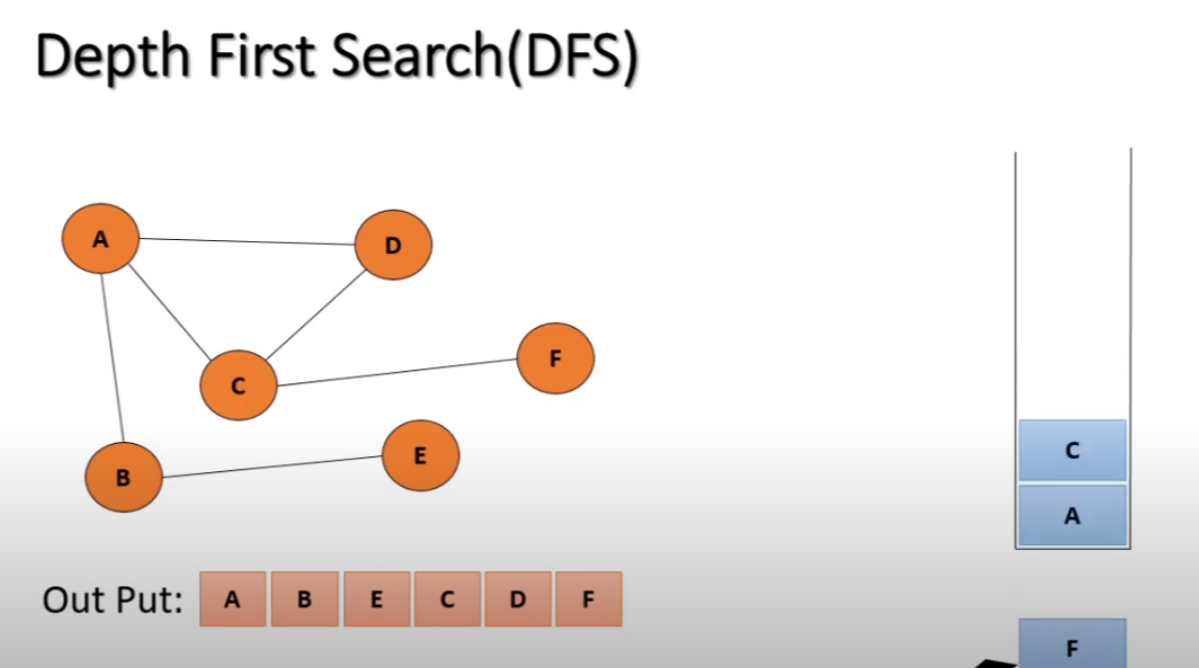 Depth First Search(DFS)
A
D
C
F
B
E
C
A
Out Put: A B E C D F
F